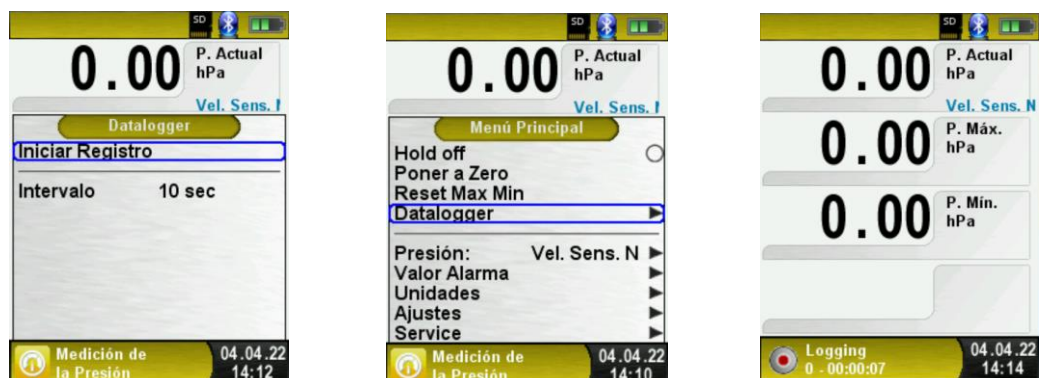 SD
0.00 P. Actual
hPa
Vel. Sens.
Datalogger
Iniciar Registro
Intervalo 10 sec
Medición de
la Presión
04.04.22
14:12
SD
0.00 P. Actual
hPa
Vel. Sens.
Menú Principal
Hold off
Poner a Zero
Reset Max Min
Datalogger
Presión: Vel. Sens. N
Valor Alarma
Unidades
Ajustes
Service
Medición de
la Presión
04.04.22
14:10
SD
0.00 P. Actual
hPa
Vel. Sens. N
0.00 P. Máx.
hPa
0.00 P. Mín.
hPa
Logging
0 - 00:00:07
04.04.22
14:14